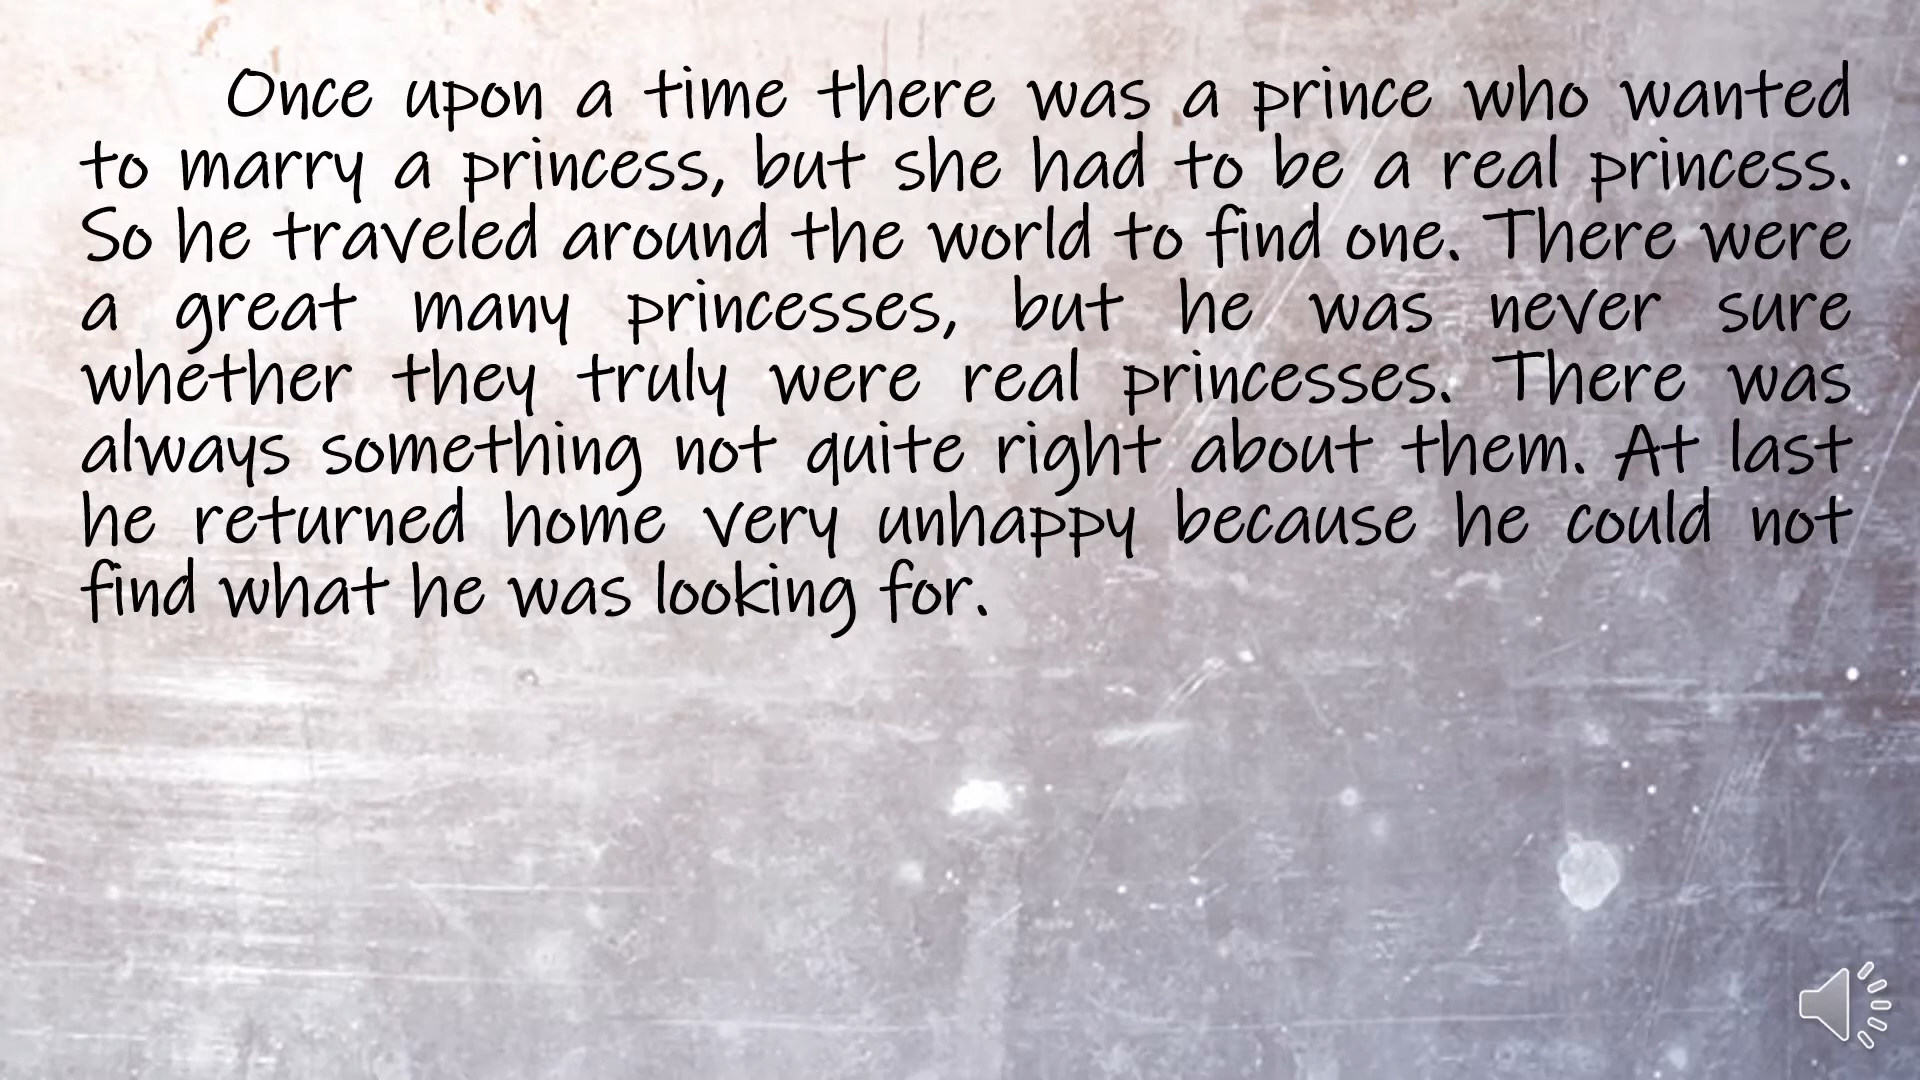 Once upon a time there was a prince who wanted
to marry a princess, but she had to be a real princess.
So he traveled around the world to find one. There were
a great many princesses, but he was never sure
whether they truly were real princesses. There was
always something not quite right about them. At last
he returned home very unhappy because he could not
find what he was looking for.